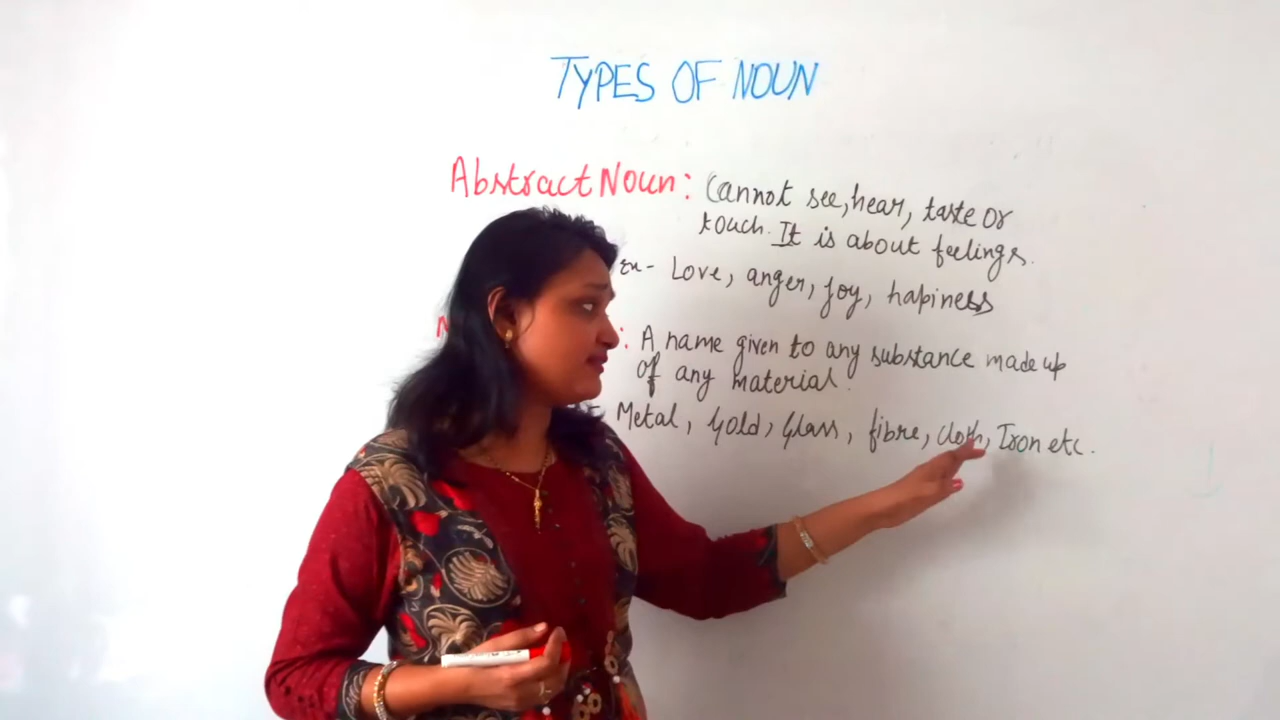 TYPES OF NOUN
Abstract Noun: Cannot see, hear, taste or
touch. It is about feelings.
Love, anger, joy, hapiness
: A name given to any substance made up
of any material.
Metal, Gold, Glass, fibre, cloth, Iron etc.